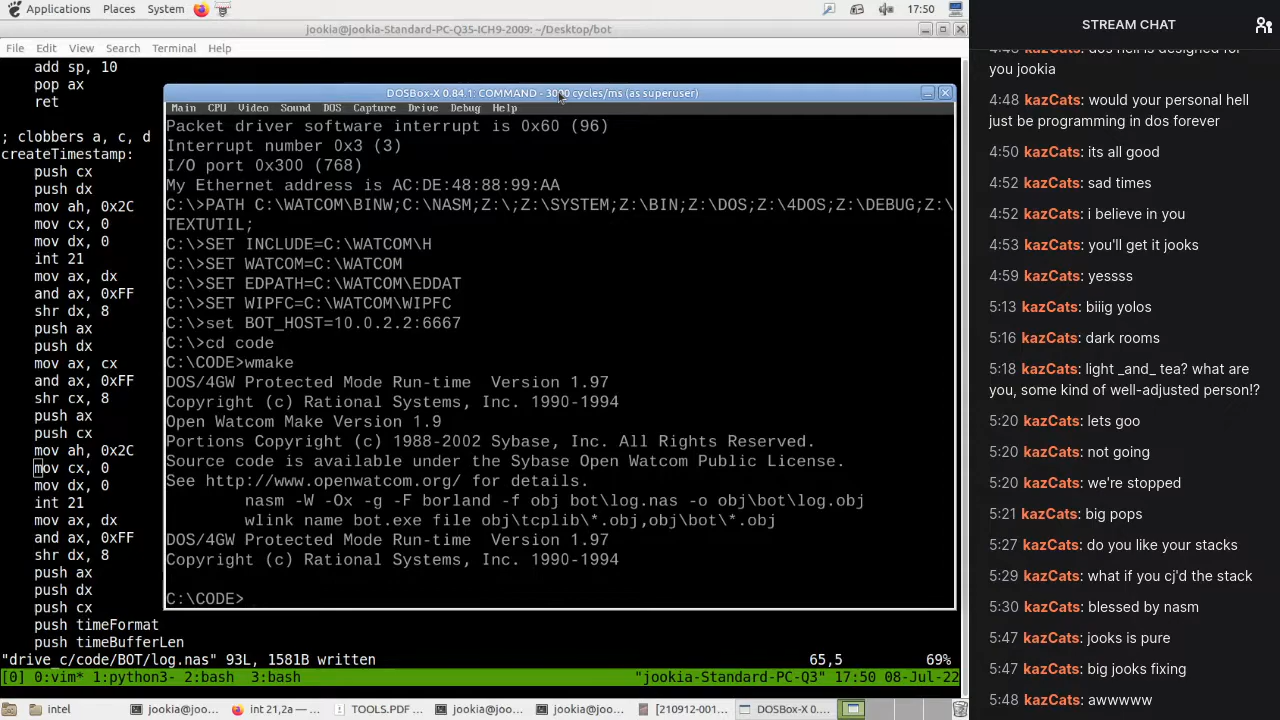 Applications Places System 17:50
jookia@jookia-Standard-PC-Q35-ICH9-2009: ~/Desktop/bot
File Edit View Search Terminal Help
add sp, 10
pop ax
ret
; clobbers a, c, d
createTimestamp:
push cx
push dx
mov ah, 0x2C
mov cx, 0
mov dx, 0
int 21
mov ax, dx
and ax, 0xFF
shr dx, 8
push ax
push dx
mov ax, cx
and ax, 0xFF
shr cx, 8
push ax
push cx
mov ah, 0x2C
mov cx, 0
mov dx, 0
int 21
mov ax, dx
and ax, 0xFF
shr dx, 8
push ax
push dx
push cx
push timeFormat
push timeBufferLen
"drive_c/code/BOT/log.nas" 93L, 1581B written 65,5 69%
[0] 0:vim* 1:python3- 2:bash 3:bash "jookia-Standard-PC-Q3" 17:50 08-Jul-22
DOSBox-X 0.84.1: COMMAND - 3000 cycles/ms (as superuser)
Main CPU Video Sound DOS Capture Drive Debug Help
Packet driver software interrupt is 0x60 (96)
Interrupt number 0x3 (3)
I/O port 0x300 (768)
My Ethernet address is AC:DE:48:88:99:AA
C:\>PATH C:\WATCOM\BINW;C:\NASM;Z:\;Z:\SYSTEM;Z:\BIN;Z:\DOS;Z:\4DOS;Z:\DEBUG;Z:\
TEXTUTIL;
C:\>SET INCLUDE=C:\WATCOM\H
C:\>SET WATCOM=C:\WATCOM
C:\>SET EDPATH=C:\WATCOM\EDDAT
C:\>SET WIPFC=C:\WATCOM\WIPFC
C:\>set BOT_HOST=10.0.2.2:6667
C:\>cd code
C:\CODE>wmake
DOS/4GW Protected Mode Run-time Version 1.97
Copyright (c) Rational Systems, Inc. 1990-1994
Open Watcom Make Version 1.9
Portions Copyright (c) 1988-2002 Sybase, Inc. All Rights Reserved.
Source code is available under the Sybase Open Watcom Public License.
See http://www.openwatcom.org/ for details.
nasm -W -Ox -g -F borland -f obj bot\log.nas -o obj\bot\log.obj
wlink name bot.exe file obj\tcplib\*.obj,obj\bot\*.obj
DOS/4GW Protected Mode Run-time Version 1.97
Copyright (c) Rational Systems, Inc. 1990-1994
C:\CODE>
intel jookia@joo... int 21,2a —... TOOLS.PDF ... jookia@joo... jookia@joo... [210912-001... DOSBox-X 0....
STREAM CHAT
4:48 kazCats: dos hell is designed for
you jookia
4:48 kazCats: would your personal hell
just be programming in dos forever
4:50 kazCats: its all good
4:52 kazCats: sad times
4:52 kazCats: i believe in you
4:53 kazCats: you'll get it jooks
4:59 kazCats: yessss
5:13 kazCats: biiig yolos
5:16 kazCats: dark rooms
5:18 kazCats: light _and_ tea? what are
you, some kind of well-adjusted person!?
5:20 kazCats: lets goo
5:20 kazCats: not going
5:20 kazCats: we're stopped
5:21 kazCats: big pops
5:27 kazCats: do you like your stacks
5:29 kazCats: what if you cj'd the stack
5:30 kazCats: blessed by nasm
5:47 kazCats: jooks is pure
5:47 kazCats: big jooks fixing
5:48 kazCats: awwwww